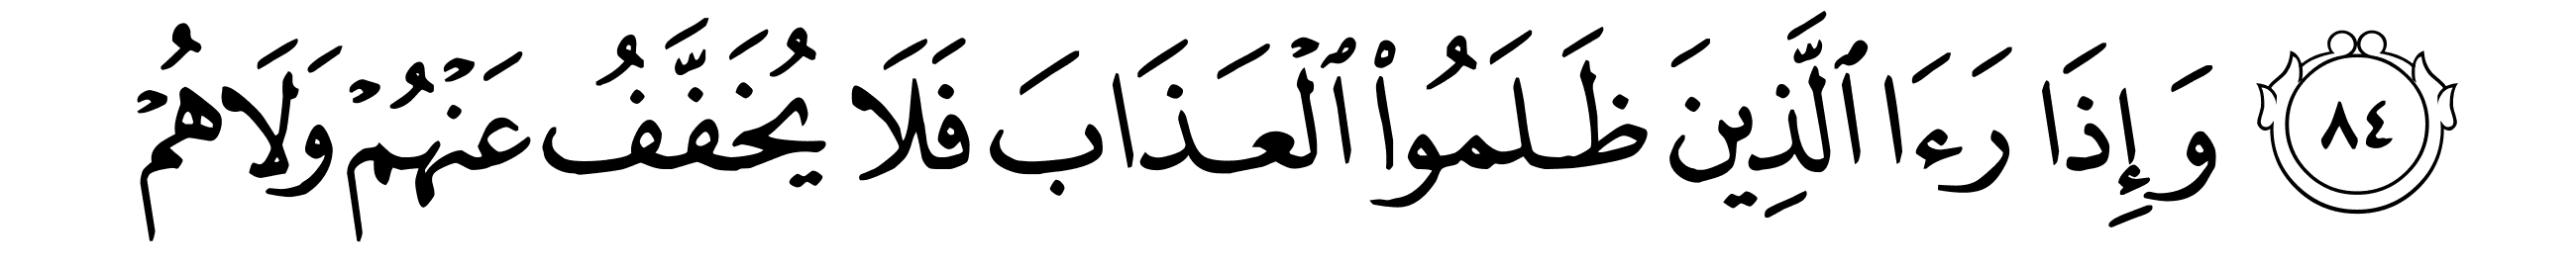 ٨٤ وَإِذَا رَءَا ٱلَّذِينَ ظَلَمُوا۟ ٱلْعَذَابَ فَلَا يُخَفَّفُ عَنْهُمْ وَلَا هُمْ